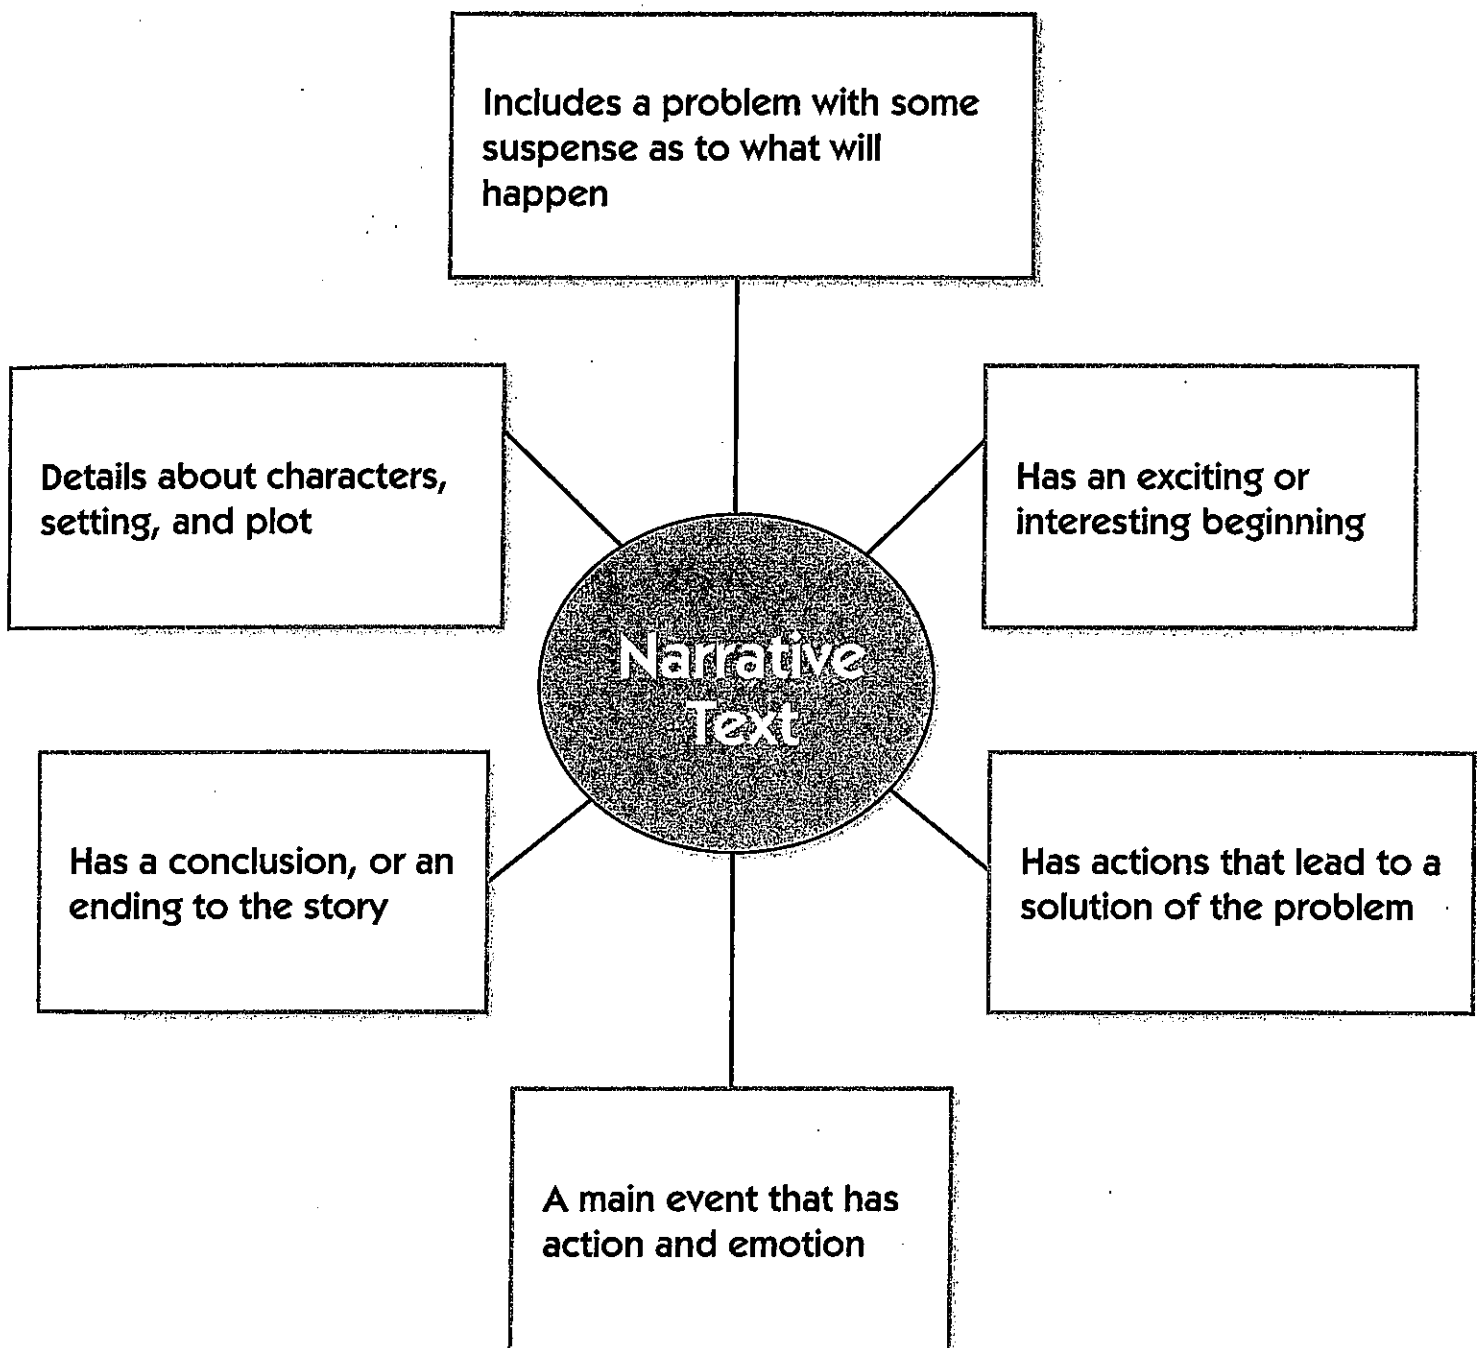 Includes a problem with some
suspense as to what will
happen
Details about characters,
setting, and plot
Has an exciting or
interesting beginning
Narrative
Text
Has a conclusion, or an
ending to the story
Has actions that lead to a
solution of the problem
A main event that has
action and emotion